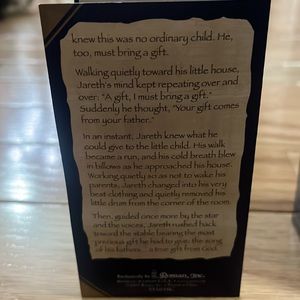 knew this was no ordinary child. He,
too, must bring a gift.
Walking quietly toward his little house,
Jareth's mind kept repeating over and
over: "A gift, I must bring a gift."
Suddenly he thought, "Your gift comes
from your father."
In an instant, Jareth knew what he
could give to the little child. His walk
became a run, and his cold breath blew
in billows as he approached his house.
Working quietly so as not to wake his
parents, Jareth changed into his very
best clothing and quietly removed his
little drum from the corner of the room.
Then, guided once more by the star
and the voices, Jareth rushed back
toward the stable bearing the most
precious gift he had to give: the song
of his fathers... a true gift from God.
Roman, Inc.